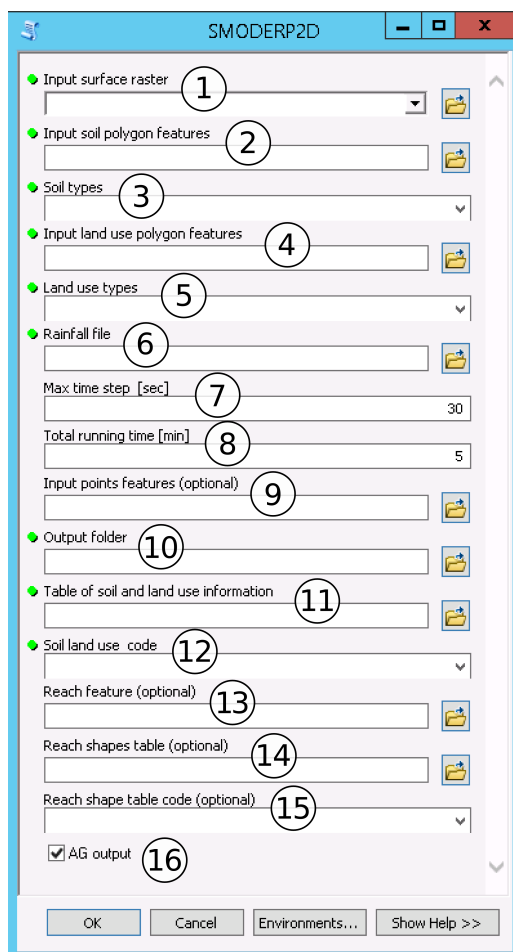 SMODERP2D
Input surface raster 1
Input soil polygon features 2
Soil types 3
Input land use polygon features 4
Land use types 5
Rainfall file 6
Max time step [sec] 7
30
Total running time [min] 8
5
Input points features (optional) 9
Output folder 10
Table of soil and land use information 11
Soil land use code 12
Reach feature (optional) 13
Reach shapes table (optional) 14
Reach shape table code (optional) 15
AG output 16
OK Cancel Environments... Show Help >>